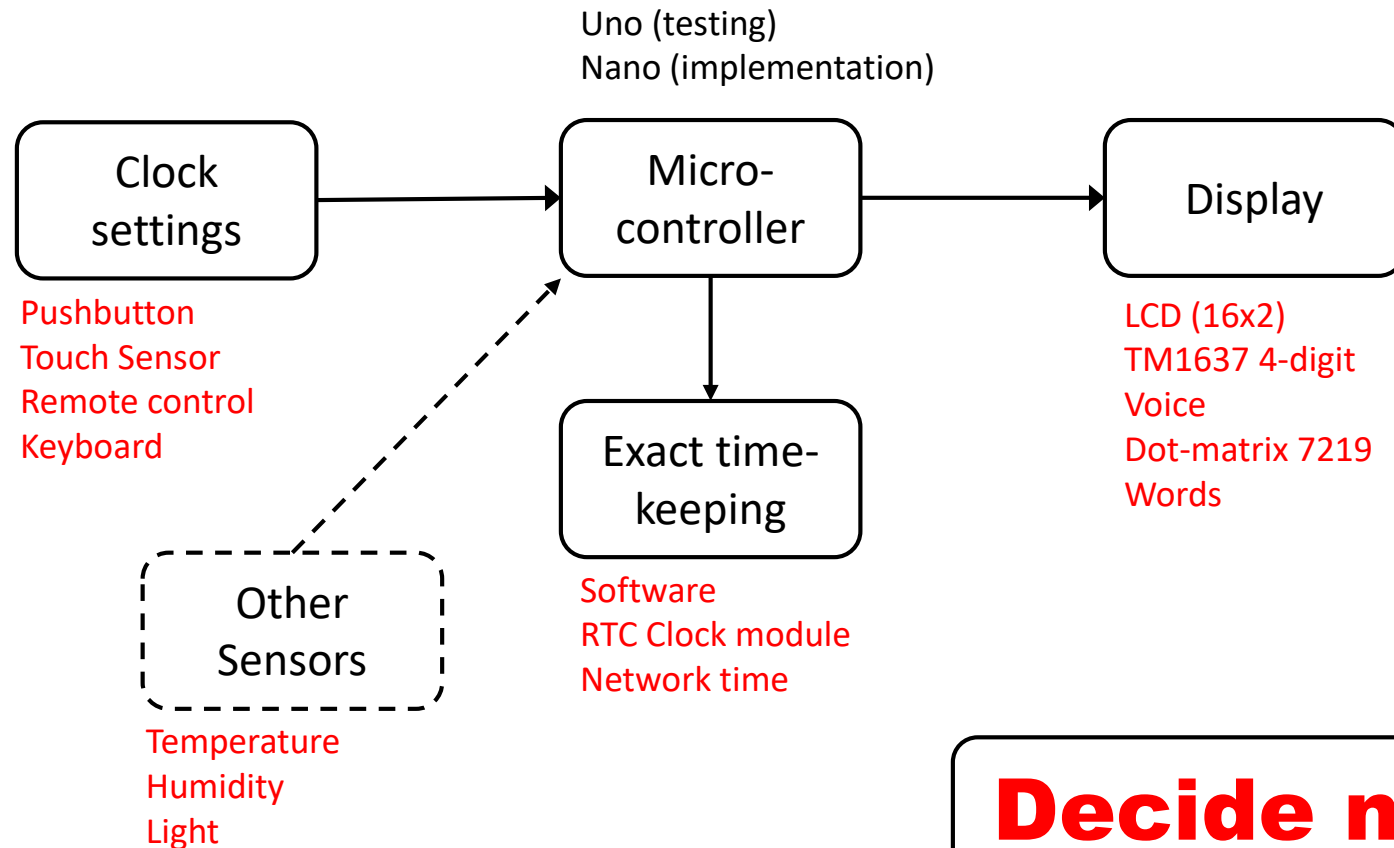 Uno (testing)
Nano (implementation)
Clock
settings
Micro-
controller
Display
Pushbutton
Touch Sensor
Remote control
Keyboard
LCD (16x2)
TM1637 4-digit
Voice
Dot-matrix 7219
Words
Exact time-
keeping
Software
RTC Clock module
Network time
Other
Sensors
Temperature
Humidity
Light
Decide